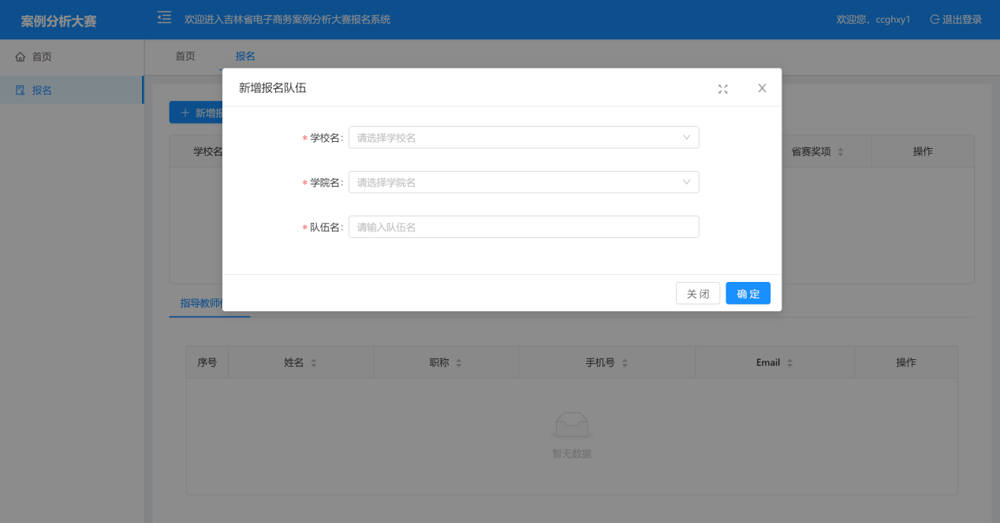 案例分析大赛
欢迎进入吉林省电子商务案例分析大赛报名系统
欢迎您，ccghxy1
退出登录
首页
报名
首页
报名
新增报名队伍
新增报
学校名
省赛奖项
操作
* 学校名:
请选择学校名
* 学院名:
请选择学院名
* 队伍名:
请输入队伍名
关 闭
确 定
指导教师
序号
姓名
职称
手机号
Email
操作
暂无数据